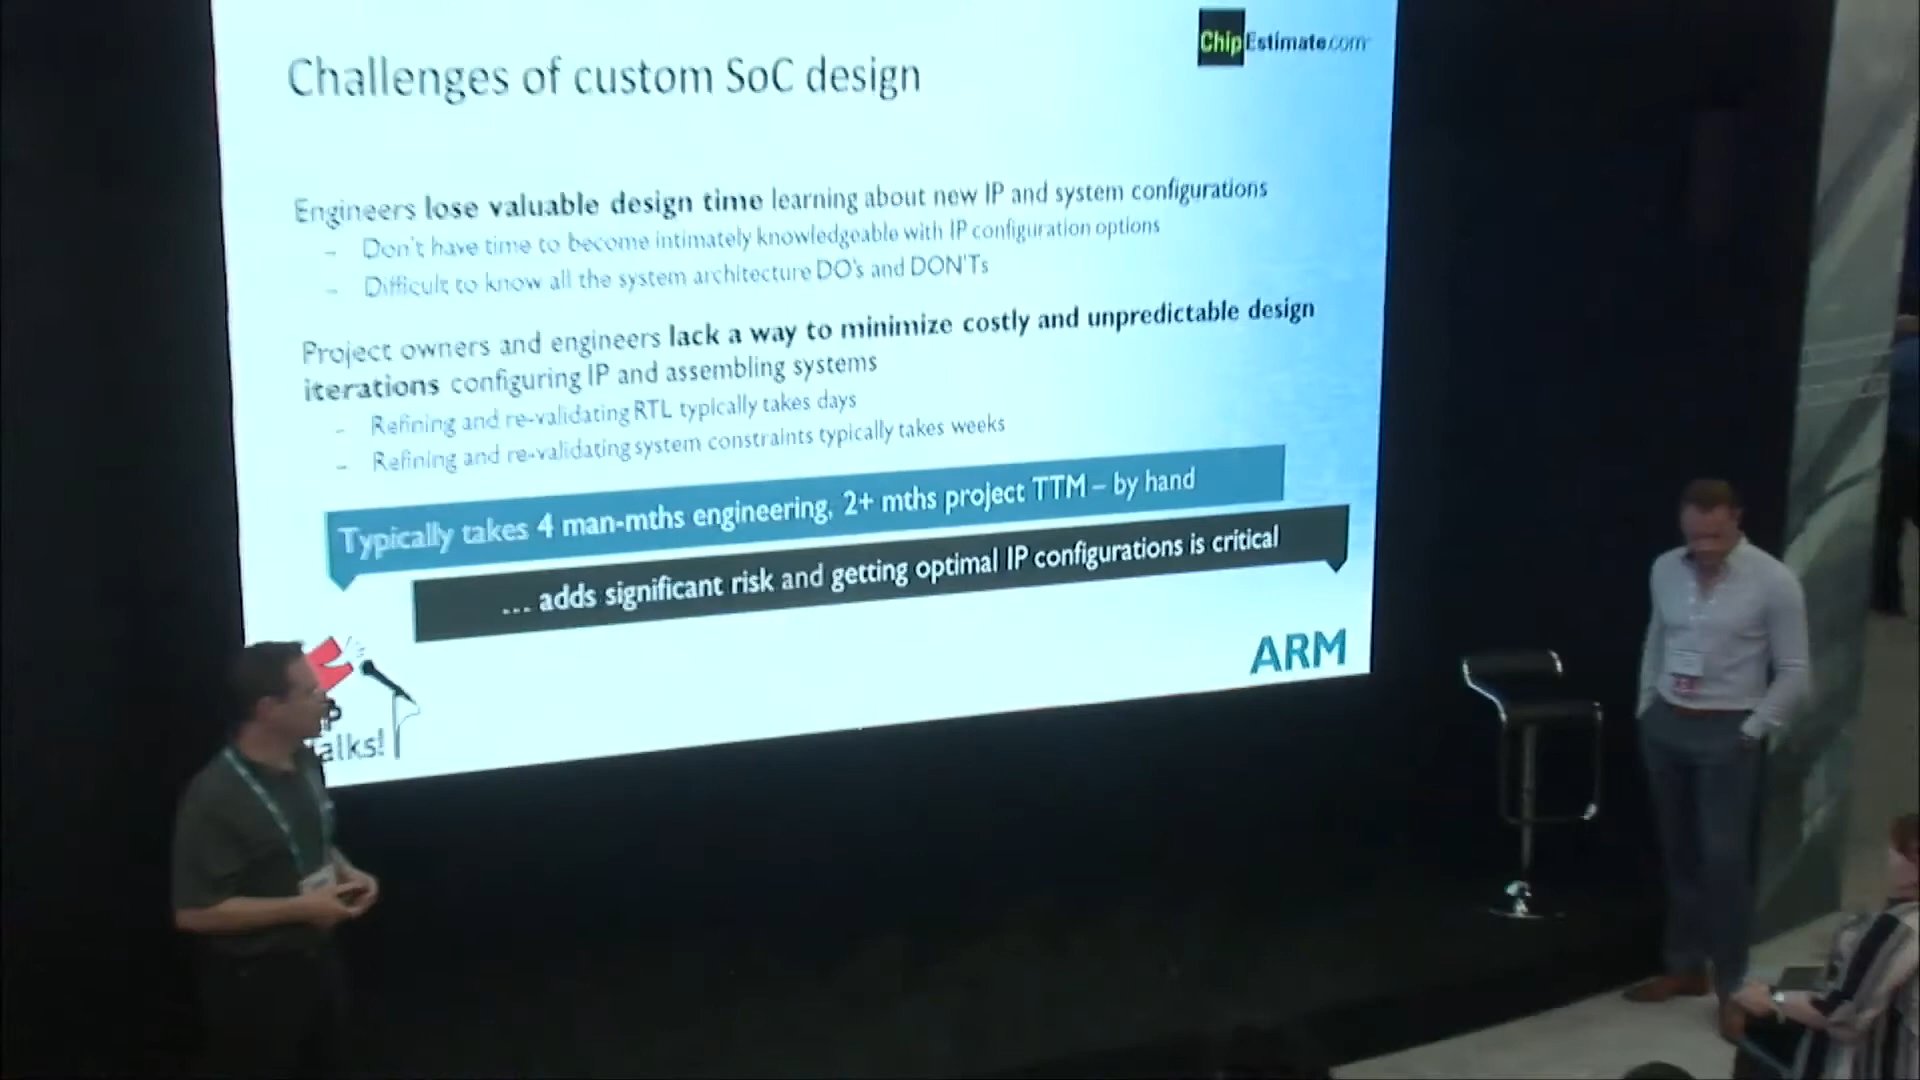 ChipEstimate.com
Challenges of custom SoC design
Engineers lose valuable design time learning about new IP and system configurations
– Don't have time to become intimately knowledgeable with IP configuration options
– Difficult to know all the system architecture DO's and DON'Ts
Project owners and engineers lack a way to minimize costly and unpredictable design
iterations configuring IP and assembling systems
– Refining and re-validating RTL typically takes days
– Refining and re-validating system constraints typically takes weeks
Typically takes 4 man-mths engineering, 2+ mths project TTM – by hand
... adds significant risk and getting optimal IP configurations is critical
ARM
P
alks!